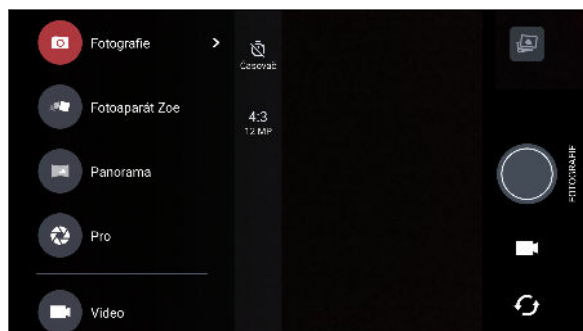 Fotografie
Fotoaparát Zoe
Panorama
Pro
Video
Časovač
4:3
12 MP
FOTOGRAFIE